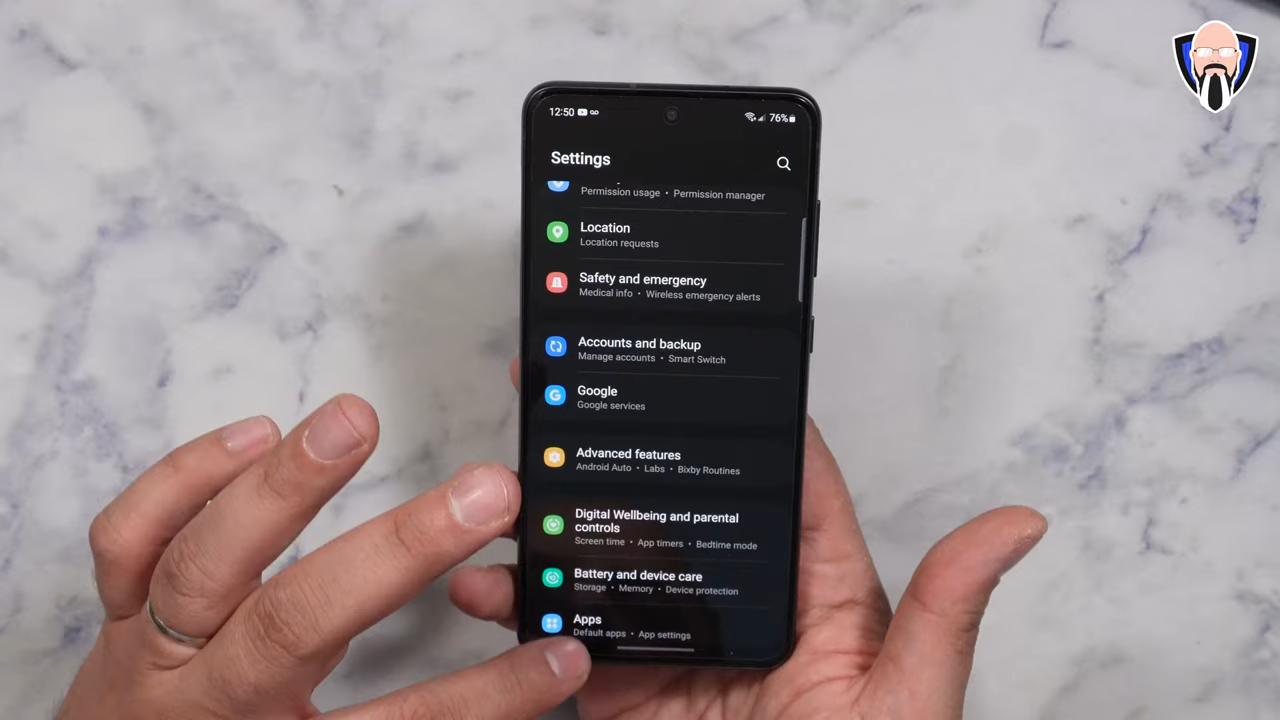 12:50
76%
Settings
Permission usage • Permission manager
Location
Location requests
Safety and emergency
Medical info • Wireless emergency alerts
Accounts and backup
Manage accounts • Smart Switch
Google
Google services
Advanced features
Android Auto • Labs • Bixby Routines
Digital Wellbeing and parental
controls
Screen time • App timers • Bedtime mode
Battery and device care
Storage • Memory • Device protection
Apps
Default apps • App settings